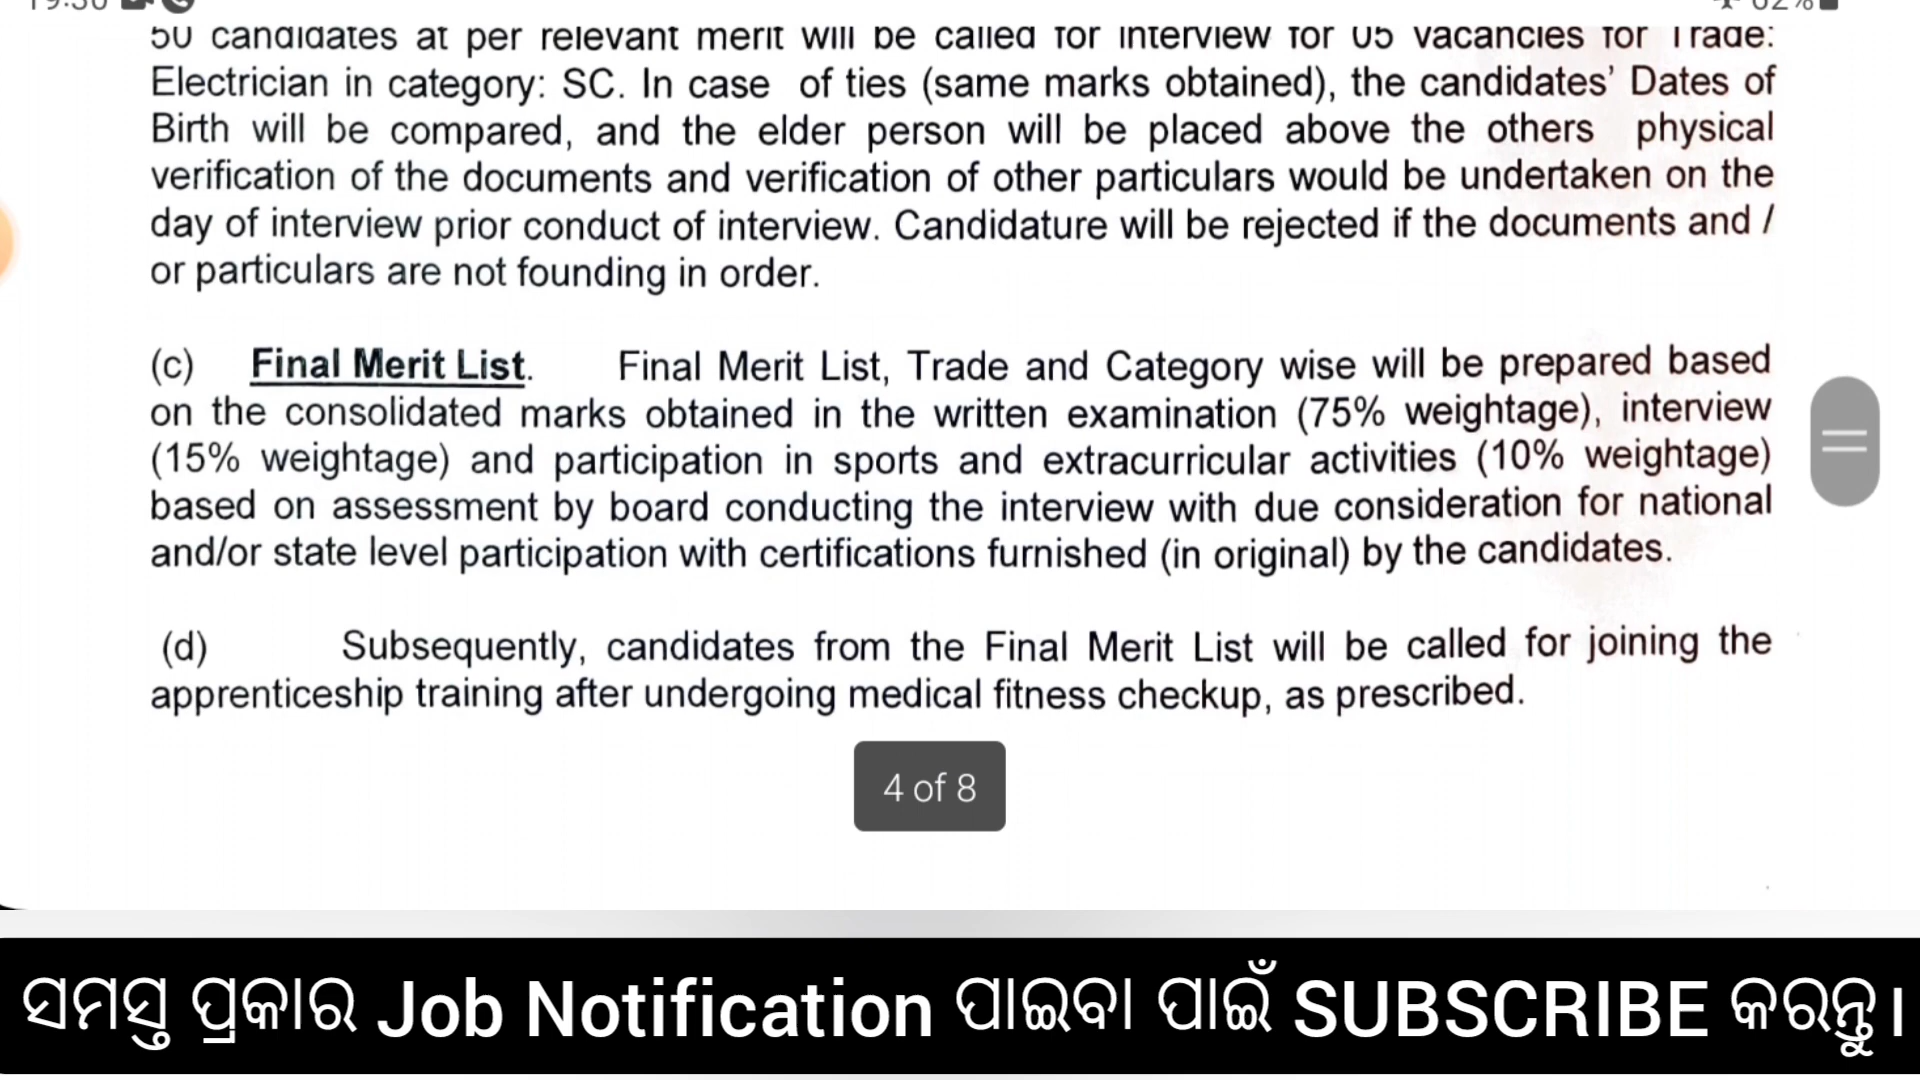 50 candidates at per relevant merit will be called for interview for 05 vacancies for Trade:
Electrician in category: SC. In case of ties (same marks obtained), the candidates' Dates of
Birth will be compared, and the elder person will be placed above the others physical
verification of the documents and verification of other particulars would be undertaken on the
day of interview prior conduct of interview. Candidature will be rejected if the documents and /
or particulars are not founding in order.
(c) Final Merit List. Final Merit List, Trade and Category wise will be prepared based
on the consolidated marks obtained in the written examination (75% weightage), interview
(15% weightage) and participation in sports and extracurricular activities (10% weightage)
based on assessment by board conducting the interview with due consideration for national
and/or state level participation with certifications furnished (in original) by the candidates.
(d) Subsequently, candidates from the Final Merit List will be called for joining the
apprenticeship training after undergoing medical fitness checkup, as prescribed.
4 of 8
ସମସ୍ତ ପ୍ରକାର Job Notification ପାଇବା ପାଇଁ SUBSCRIBE କରନ୍ତୁ।